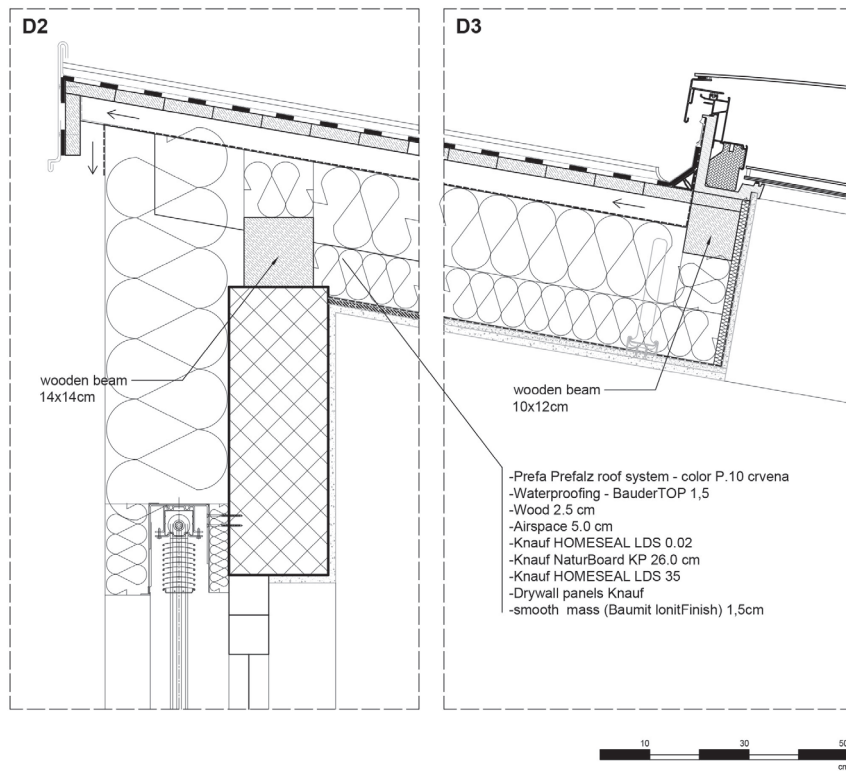 D2
D3
wooden beam
14x14cm
wooden beam
10x12cm
-Prefa Prefalz roof system - color P.10 crvena
-Waterproofing - BauderTOP 1,5
-Wood 2.5 cm
-Airspace 5.0 cm
-Knauf HOMESEAL LDS 0.02
-Knauf NaturBoard KP 26.0 cm
-Knauf HOMESEAL LDS 35
-Drywall panels Knauf
-smooth mass (Baumit IonitFinish) 1,5cm
10 30 50
cm